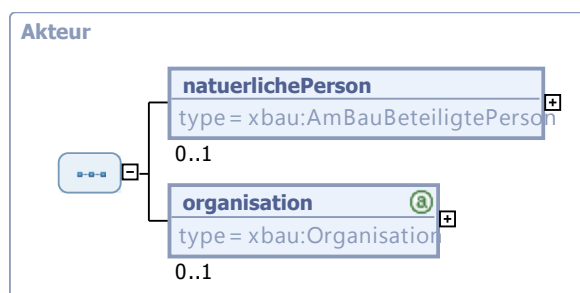 Akteur
natuerlichePerson
type = xbau:AmBauBeteiligtePerson
0..1
organisation
type = xbau:Organisation
0..1